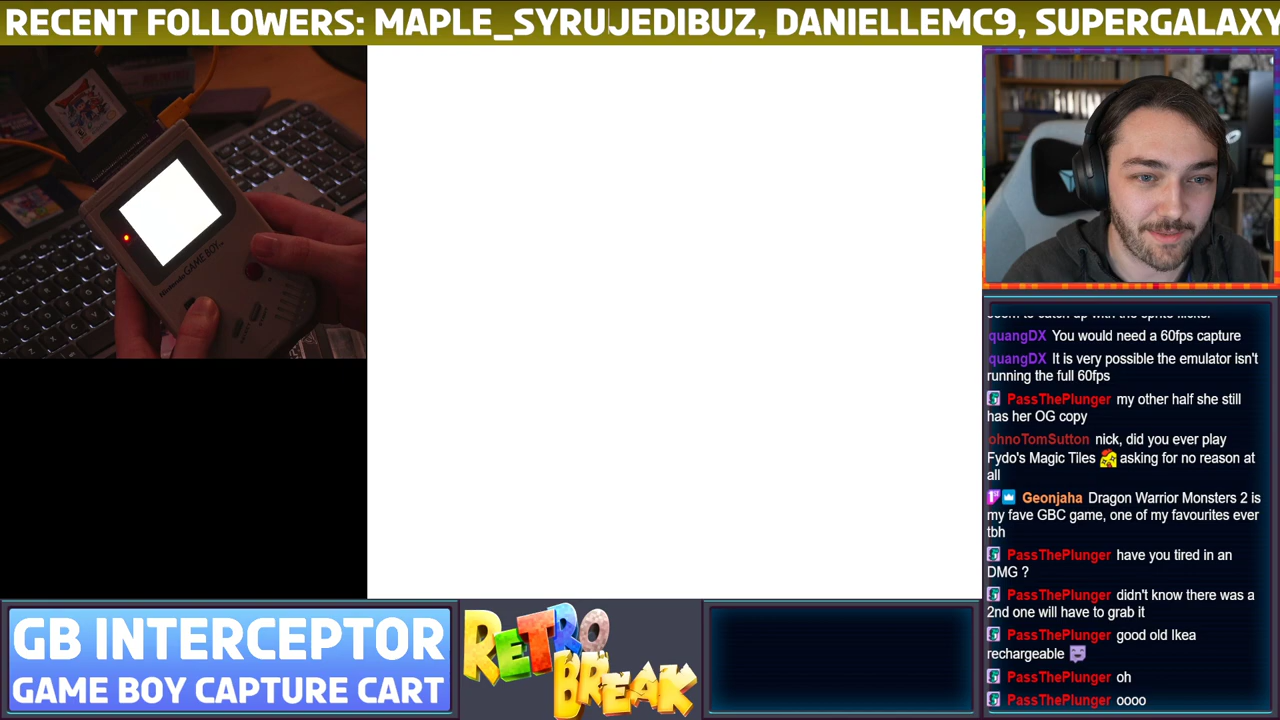 RECENT FOLLOWERS: MAPLE_SYRUJEDIBUZ, DANIELLEMC9, SUPERGALAXY
Nintendo GAME BOY
quangDX You would need a 60fps capture
quangDX It is very possible the emulator isn't
running the full 60fps
PassThePlunger my other half she still
has her OG copy
ohnoTomSutton nick, did you ever play
Fydo's Magic Tiles asking for no reason at
all
Geonjaha Dragon Warrior Monsters 2 is
my fave GBC game, one of my favourites ever
tbh
PassThePlunger have you tired in an
DMG ?
PassThePlunger didn't know there was a
2nd one will have to grab it
PassThePlunger good old Ikea
rechargeable
PassThePlunger oh
PassThePlunger oooo
GB INTERCEPTOR
GAME BOY CAPTURE CART
RETRO
BREAK